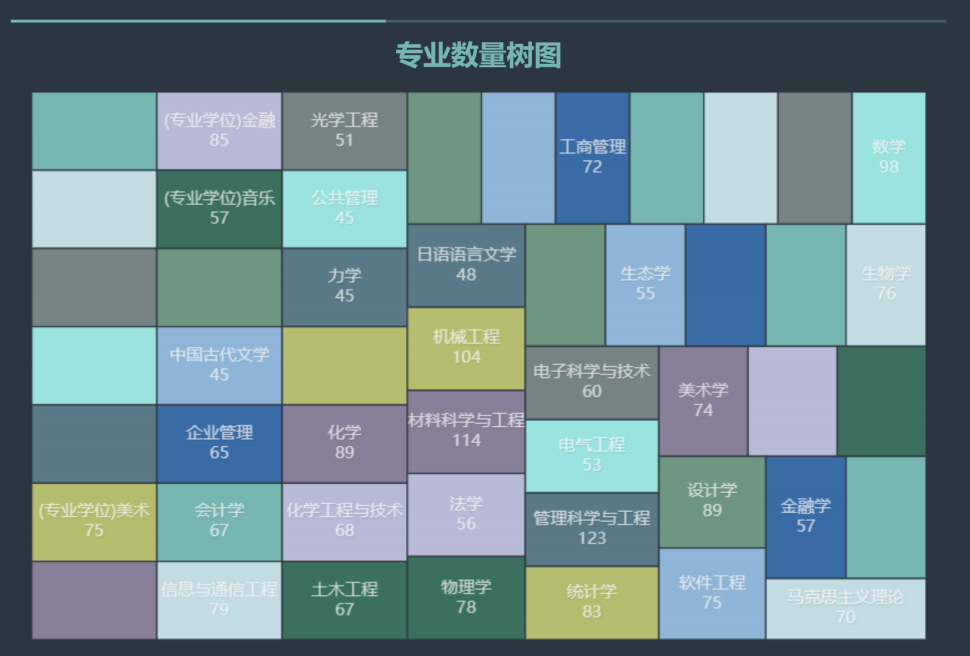 专业数量树图
(专业学位)美术
75
(专业学位)金融
85
(专业学位)音乐
57
中国古代文学
45
企业管理
65
会计学
67
信息与通信工程
79
光学工程
51
公共管理
45
力学
45
化学
89
化学工程与技术
68
土木工程
67
工商管理
72
数学
98
日语语言文学
48
机械工程
104
材料科学与工程
114
法学
56
物理学
78
生态学
55
生物学
76
电子科学与技术
60
电气工程
53
管理科学与工程
123
统计学
83
美术学
74
设计学
89
软件工程
75
金融学
57
马克思主义理论
70